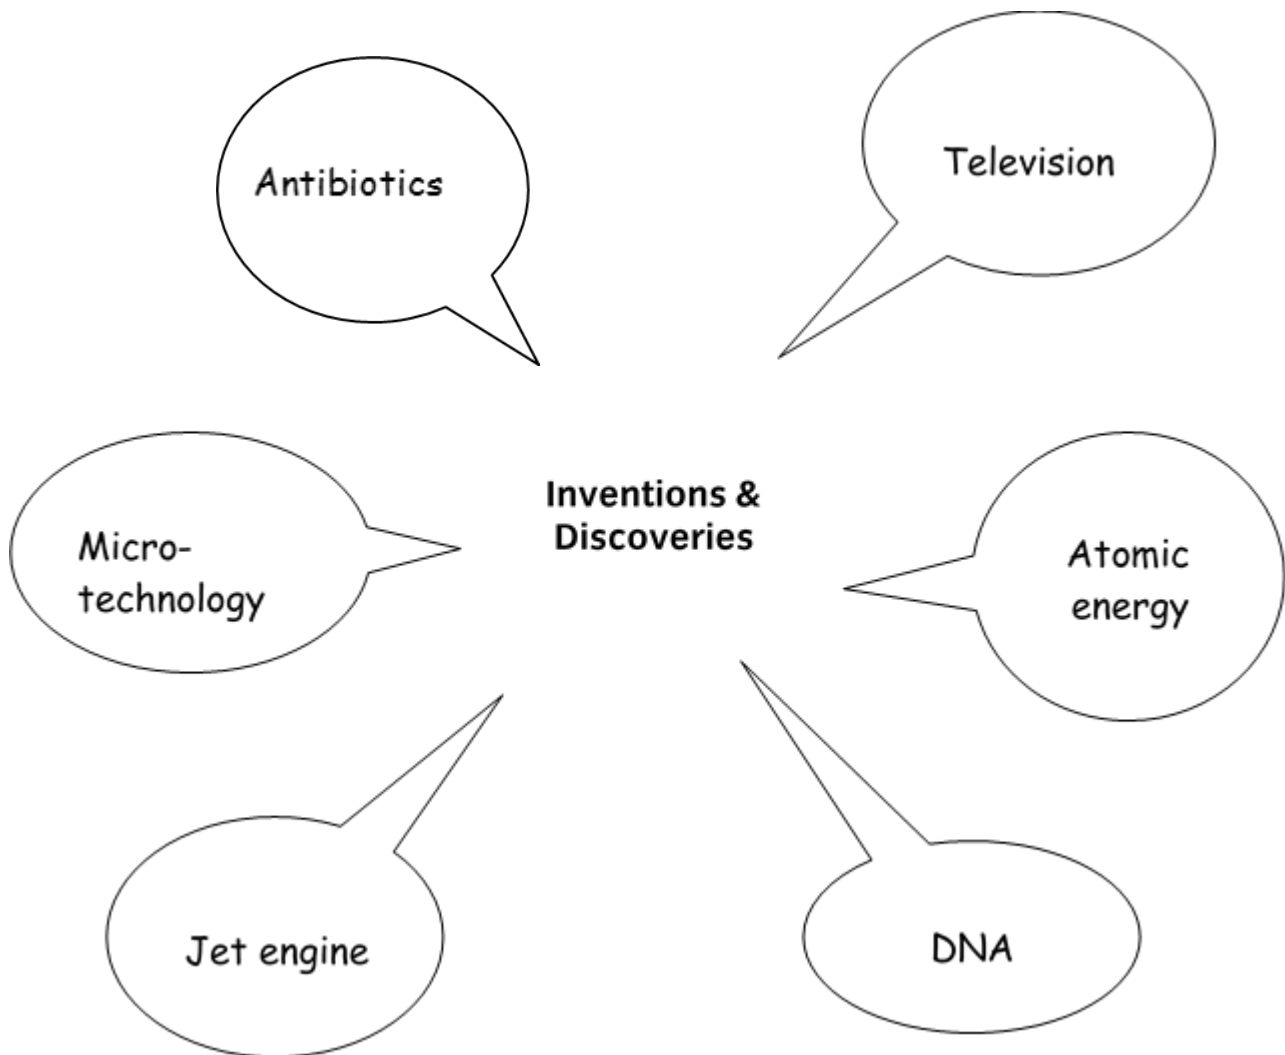 Antibiotics
Television
Inventions &
Discoveries
Micro-
technology
Atomic
energy
Jet engine
DNA